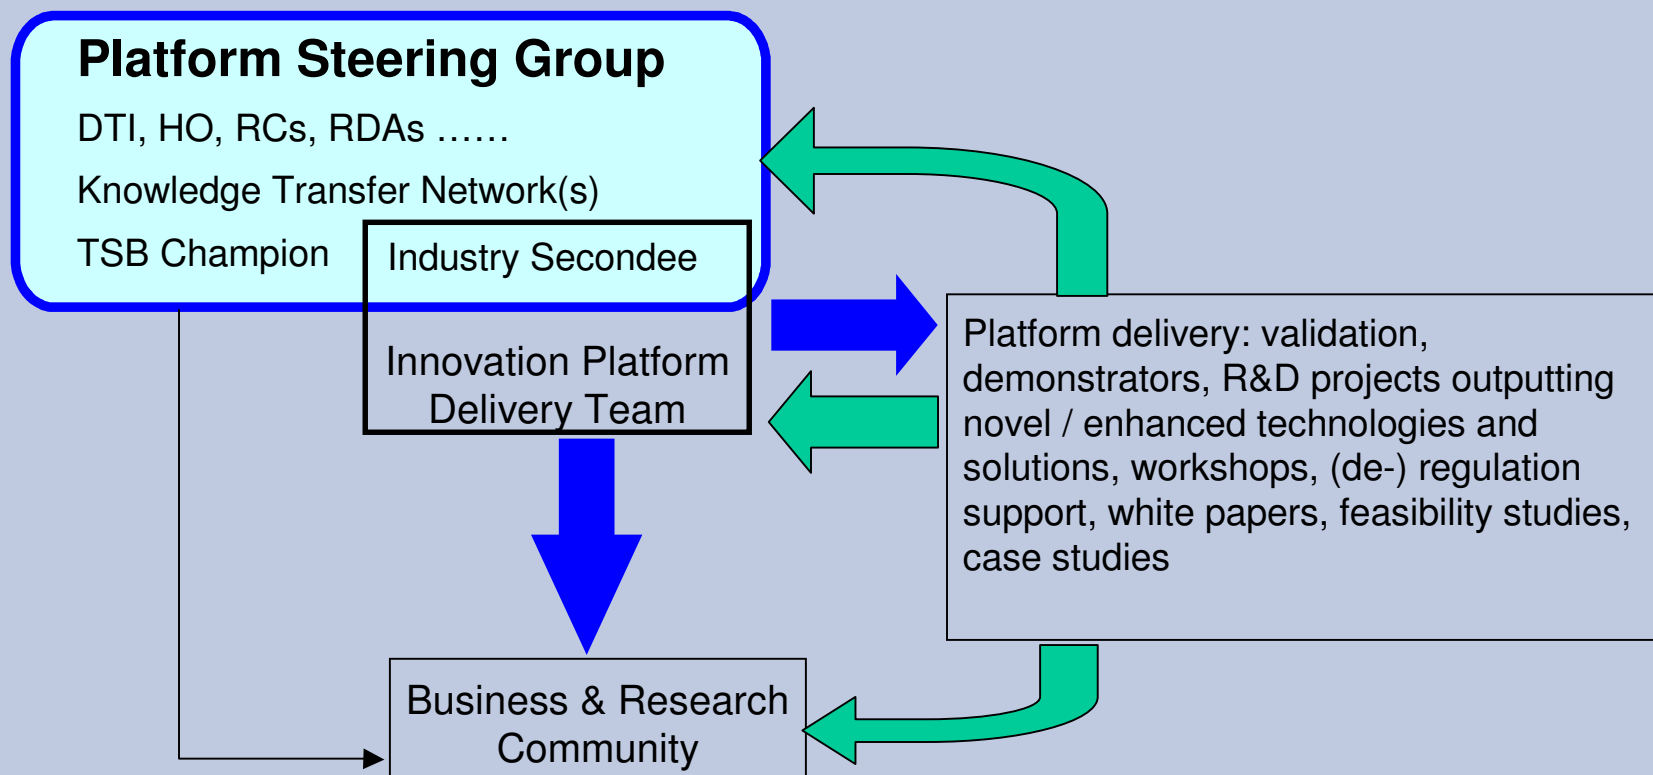 Platform Steering Group
DTI, HO, RCs, RDAs ……
Knowledge Transfer Network(s)
TSB Champion
Industry Secondee
Innovation Platform
Delivery Team
Platform delivery: validation,
demonstrators, R&D projects outputting
novel / enhanced technologies and
solutions, workshops, (de-) regulation
support, white papers, feasibility studies,
case studies
Business & Research
Community